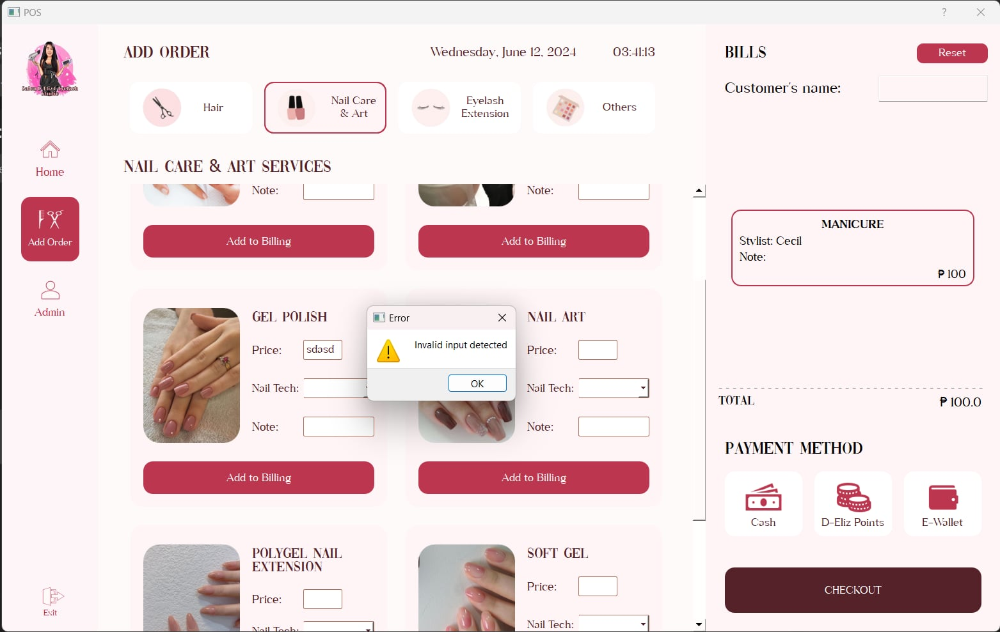 POS
?
Salon D'Eliz Eyelash
Studio
Home
Add Order
Admin
Exit
ADD ORDER
Wednesday, June 12, 2024
03:41:13
Hair
Nail Care
& Art
Eyelash
Extension
Others
NAIL CARE & ART SERVICES
Note:
Note:
Add to Billing
Add to Billing
GEL POLISH
Price:
sdasd
Nail Tech:
Note:
Add to Billing
NAIL ART
Price:
Nail Tech:
Note:
Add to Billing
Error
Invalid input detected
OK
POLYGEL NAIL
EXTENSION
Price:
Nail Tech:
SOFT GEL
Price:
Nail Tech:
BILLS
Reset
Customer's name:
MANICURE
Stylist: Cecil
Note:
₱ 100
TOTAL
₱ 100.0
PAYMENT METHOD
Cash
D-Eliz Points
E-Wallet
CHECKOUT